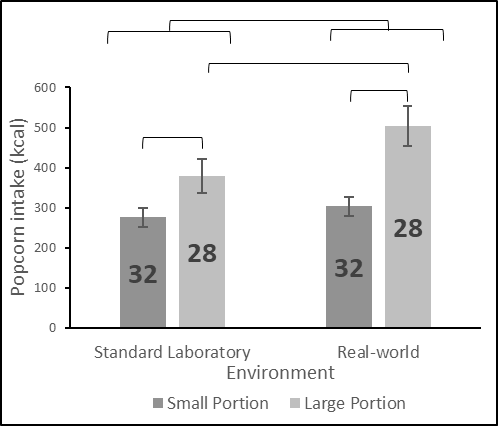 Popcorn intake (kcal)
600
500
400
300
200
100
0
32
28
32
28
Standard Laboratory
Real-world
Environment
Small Portion
Large Portion